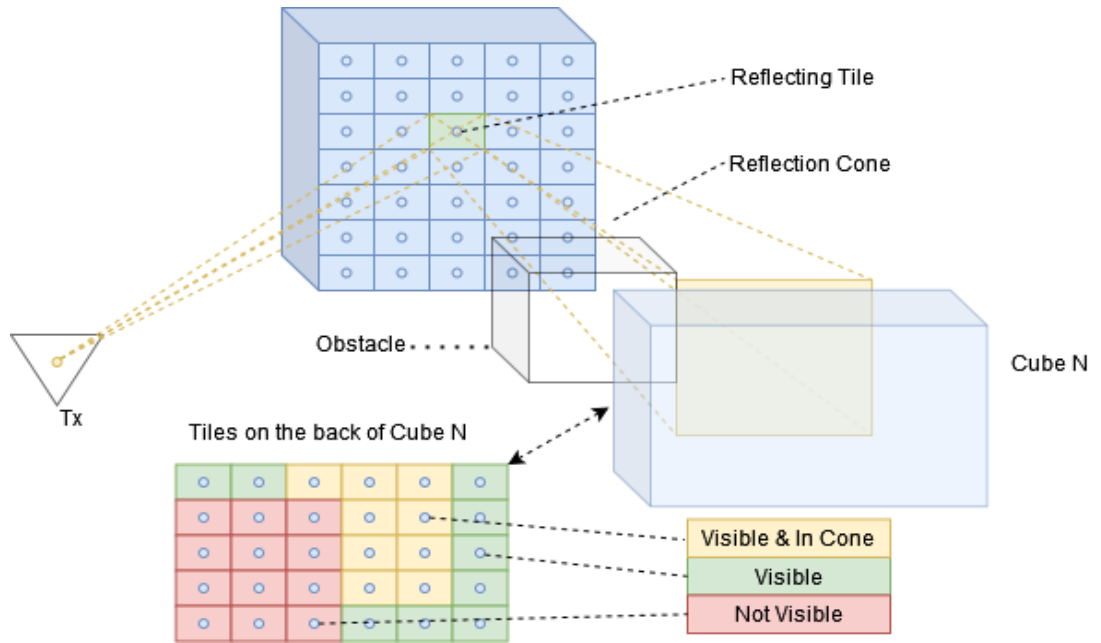 Reflecting Tile
Reflection Cone
Obstacle
Cube N
Tx
Tiles on the back of Cube N
Visible & In Cone
Visible
Not Visible